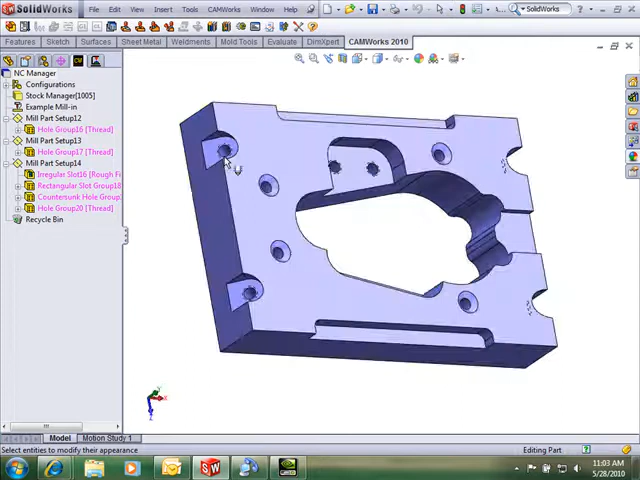 SolidWorks
File Edit View Insert Tools CAMWorks Window Help
SolidWorks
Features Sketch Surfaces Sheet Metal Weldments Mold Tools Evaluate DimXpert CAMWorks 2010
NC Manager
Configurations
Stock Manager[1005]
Example Mill-in
Mill Part Setup12
Hole Group16 [Thread]
Mill Part Setup13
Hole Group17 [Thread]
Mill Part Setup14
Irregular Slot16 [Rough Fi
Rectangular Slot Group18
Countersunk Hole Group
Hole Group20 [Thread]
Recycle Bin
Model Motion Study 1
Select entities to modify their appearance
Editing Part
11:03 AM
5/28/2010